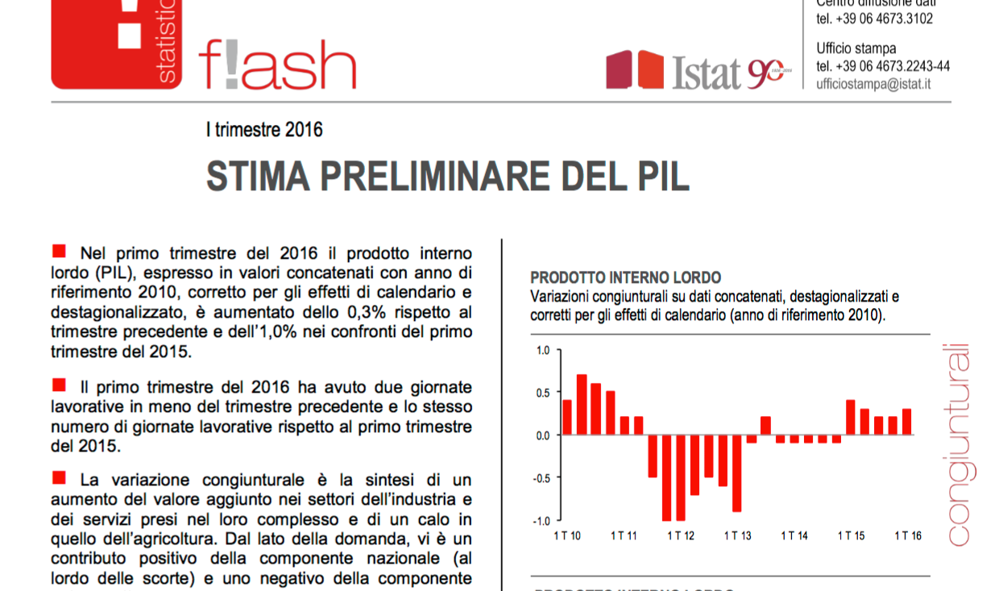 Centro diffusione dati
tel. +39 06 4673.3102
Ufficio stampa
tel. +39 06 4673.2243-44
ufficiostampa@istat.it
statistic
f!ash
Istat 90
I trimestre 2016
STIMA PRELIMINARE DEL PIL
Nel primo trimestre del 2016 il prodotto interno
lordo (PIL), espresso in valori concatenati con anno di
riferimento 2010, corretto per gli effetti di calendario e
destagionalizzato, è aumentato dello 0,3% rispetto al
trimestre precedente e dell'1,0% nei confronti del primo
trimestre del 2015.
Il primo trimestre del 2016 ha avuto due giornate
lavorative in meno del trimestre precedente e lo stesso
numero di giornate lavorative rispetto al primo trimestre
del 2015.
La variazione congiunturale è la sintesi di un
aumento del valore aggiunto nei settori dell'industria e
dei servizi presi nel loro complesso e di un calo in
quello dell'agricoltura. Dal lato della domanda, vi è un
contributo positivo della componente nazionale (al
lordo delle scorte) e uno negativo della componente
PRODOTTO INTERNO LORDO
Variazioni congiunturali su dati concatenati, destagionalizzati e
corretti per gli effetti di calendario (anno di riferimento 2010).
1.0
0.5
0.0
-0.5
-1.0
1 T 10 1 T 11 1 T 12 1 T 13 1 T 14 1 T 15 1 T 16
congiunturali
PRODOTTO INTERNO LORDO